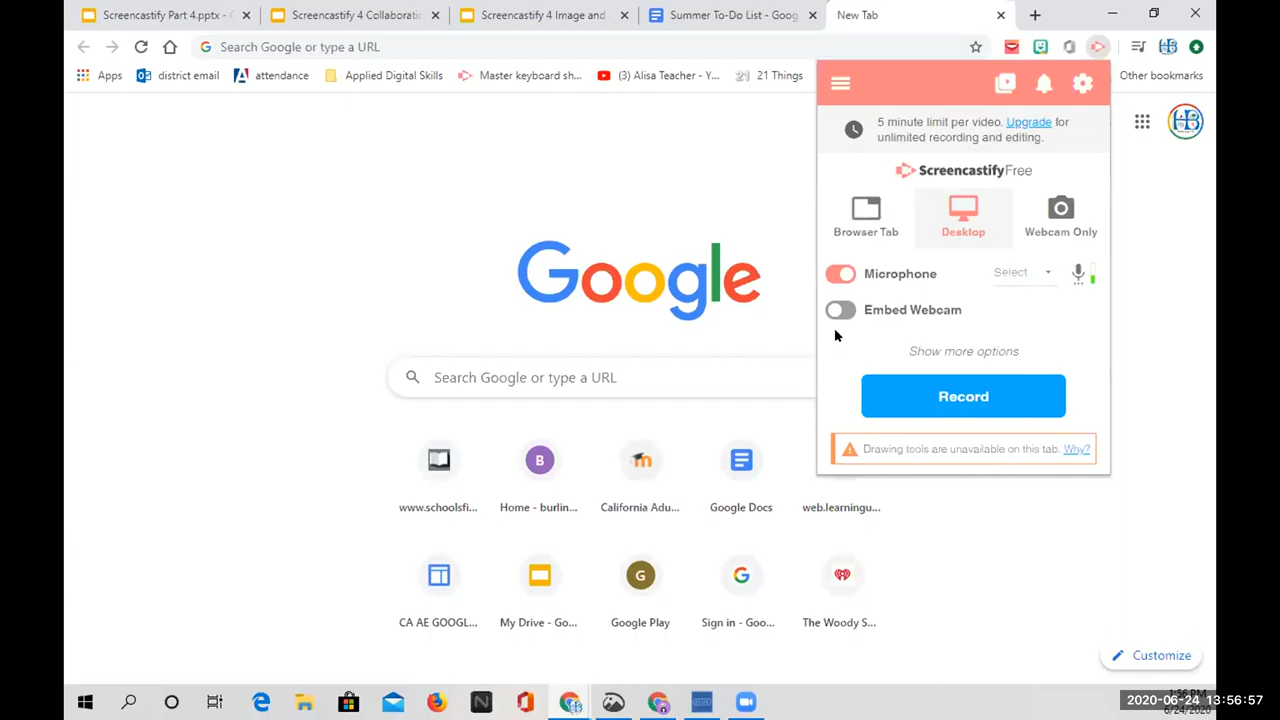 Screencastify Part 4.pptx - G
Screencastify 4 Collaborati
Screencastify 4 Image and
Summer To-Do List - Goog
New Tab
Search Google or type a URL
Apps
district email
attendance
Applied Digital Skills
Master keyboard sh...
(3) Alisa Teacher - Y...
21 Things
Other bookmarks
5 minute limit per video. Upgrade for
unlimited recording and editing.
ScreencastifyFree
Browser Tab
Desktop
Webcam Only
Microphone
Select
Embed Webcam
Show more options
Record
Drawing tools are unavailable on this tab. Why?
Google
Search Google or type a URL
B
www.schoolsfi...
Home - burlin...
California Adu...
Google Docs
web.learningu...
G
CA AE GOOGL...
My Drive - Go...
Google Play
Sign in - Goo...
The Woody S...
Customize
2020-06-24 13:56:57
6/24/2020